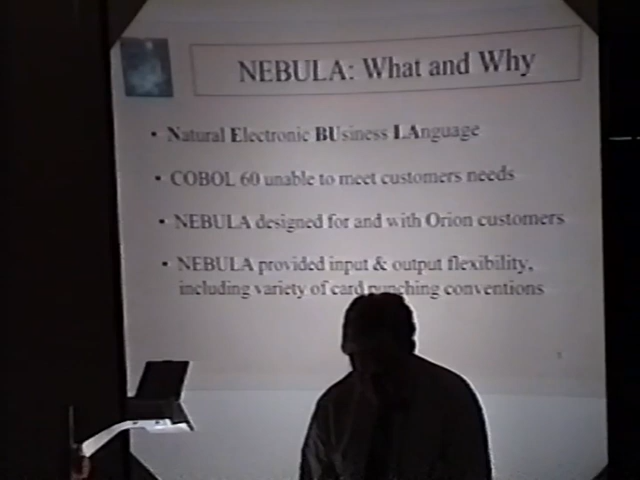 NEBULA: What and Why
• Natural Electronic BUsiness LAnguage
• COBOL 60 unable to meet customers needs
• NEBULA designed for and with Orion customers
• NEBULA provided input & output flexibility,
including variety of card punching conventions